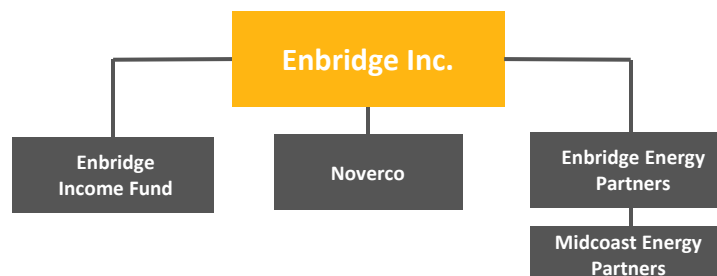 Enbridge Inc.
Enbridge
Income Fund
Noverco
Enbridge Energy
Partners
Midcoast Energy
Partners